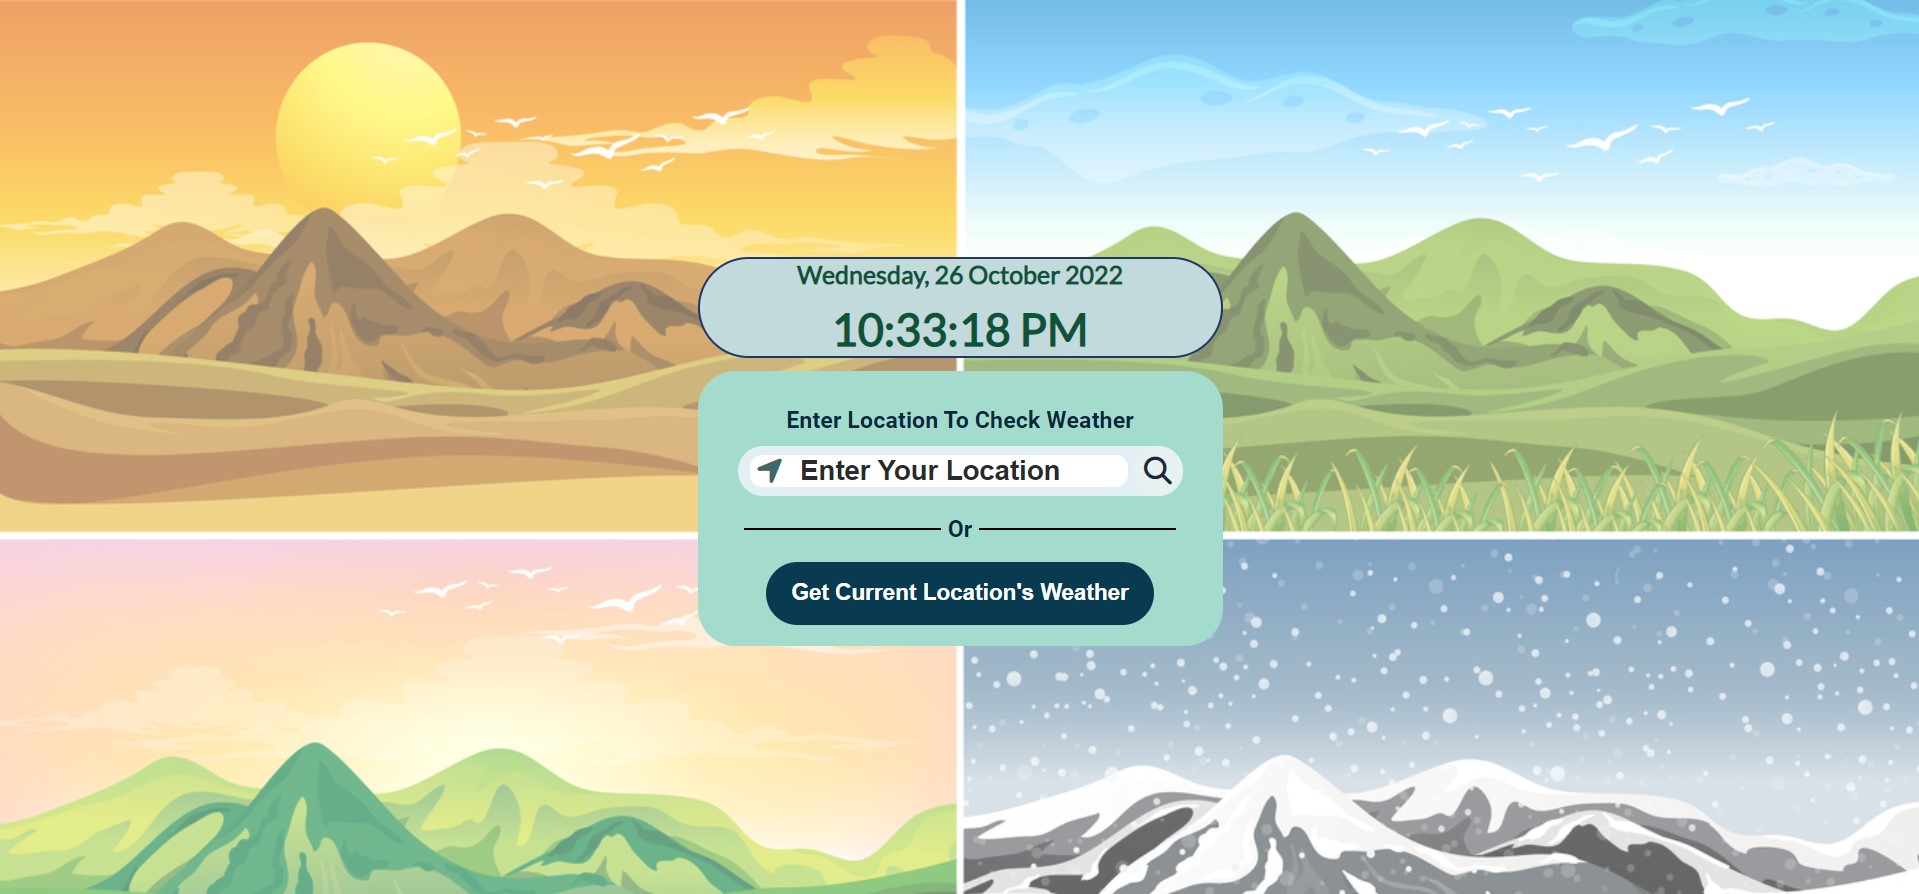 Wednesday, 26 October 2022
10:33:18 PM
Enter Location To Check Weather
Enter Your Location
Or
Get Current Location's Weather